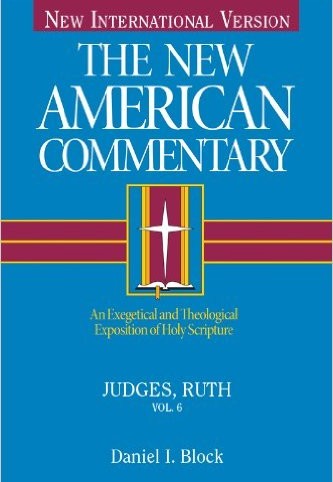 NEW INTERNATIONAL VERSION
THE NEW
AMERICAN
COMMENTARY
An Exegetical and Theological
Exposition of Holy Scripture
JUDGES, RUTH
VOL. 6
Daniel I. Block